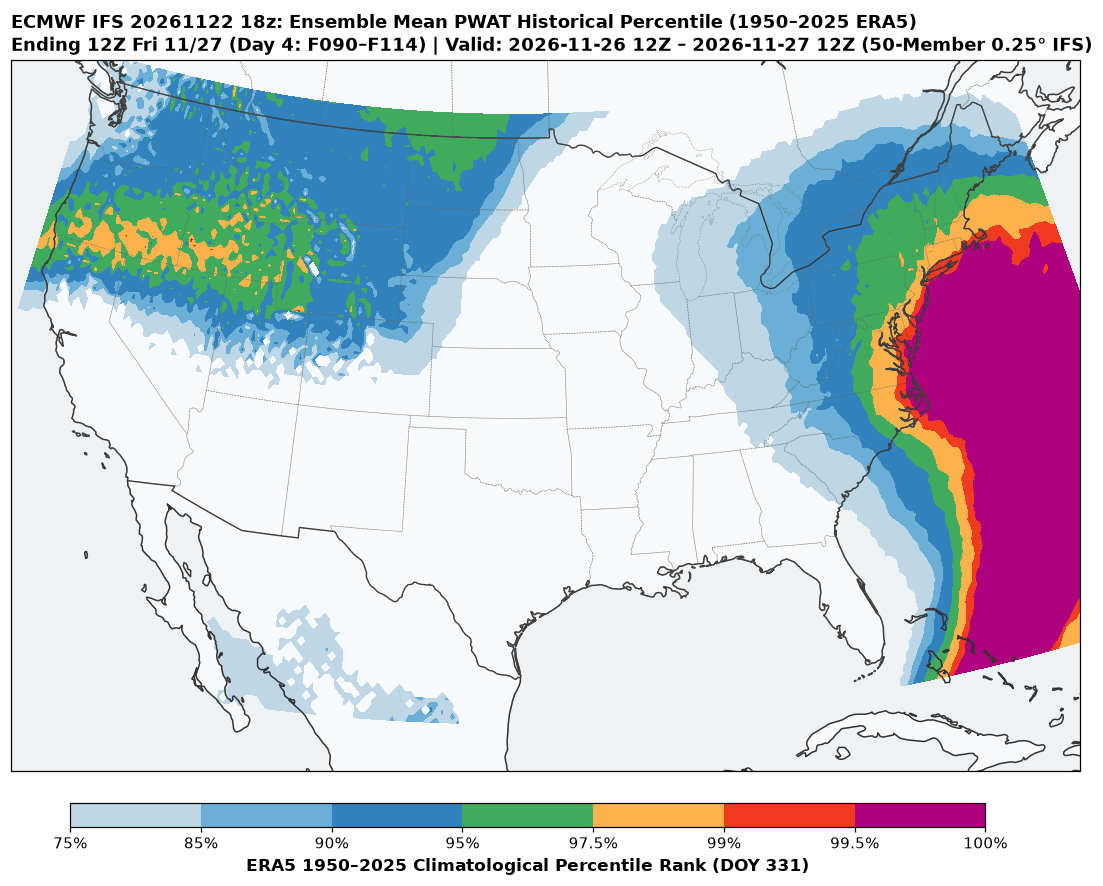 ECMWF IFS 20261122 18z: Ensemble Mean PWAT Historical Percentile (1950–2025 ERA5)
Ending 12Z Fri 11/27 (Day 4: F090–F114) | Valid: 2026-11-26 12Z – 2026-11-27 12Z (50-Member 0.25° IFS)
75% 85% 90% 95% 97.5% 99% 99.5% 100%
ERA5 1950–2025 Climatological Percentile Rank (DOY 331)